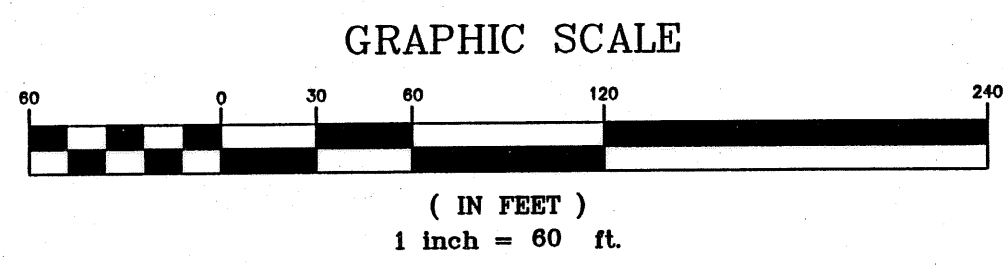 GRAPHIC SCALE
60 0 30 60 120 240
( IN FEET )
1 inch = 60 ft.